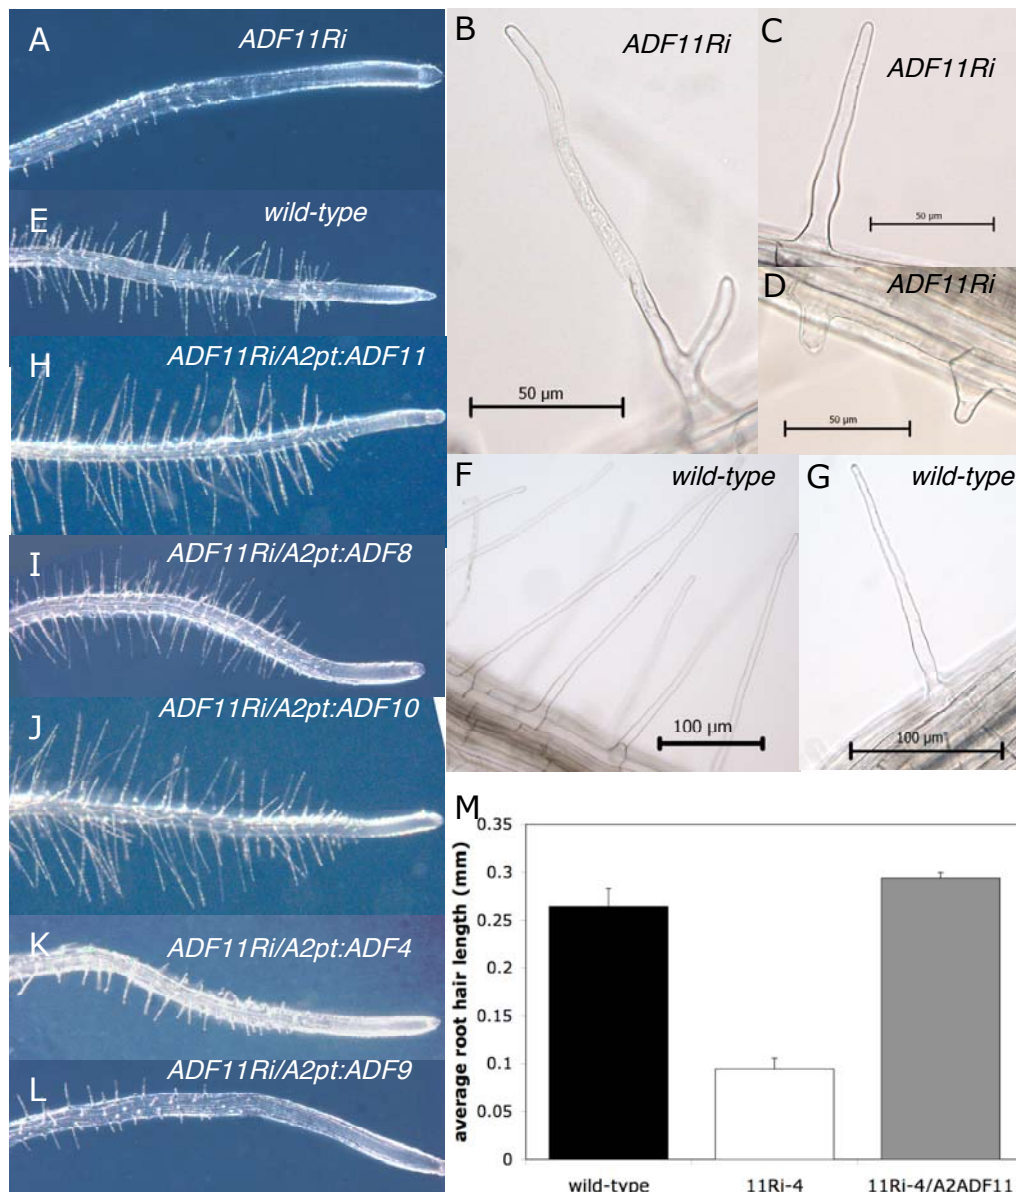 A
ADF11Ri
E
wild-type
H
ADF11Ri/A2pt:ADF11
I
ADF11Ri/A2pt:ADF8
J
ADF11Ri/A2pt:ADF10
K
ADF11Ri/A2pt:ADF4
L
ADF11Ri/A2pt:ADF9
B
ADF11Ri
50 µm
C
ADF11Ri
50 µm
D
ADF11Ri
50 µm
F
wild-type
100 µm
G
wild-type
100 µm
M
average root hair length (mm)
0.35
0.3
0.25
0.2
0.15
0.1
0.05
0
wild-type
11Ri-4
11Ri-4/A2ADF11